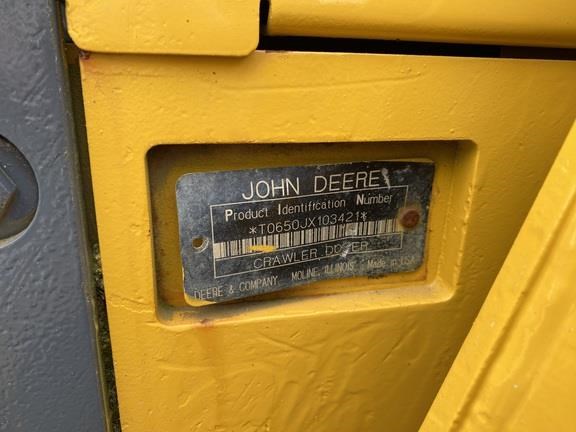 JOHN DEERE
Product Identification Number
*T0650JX103421*
CRAWLER DOZER
DEERE & COMPANY MOLINE, ILLINOIS Made in USA